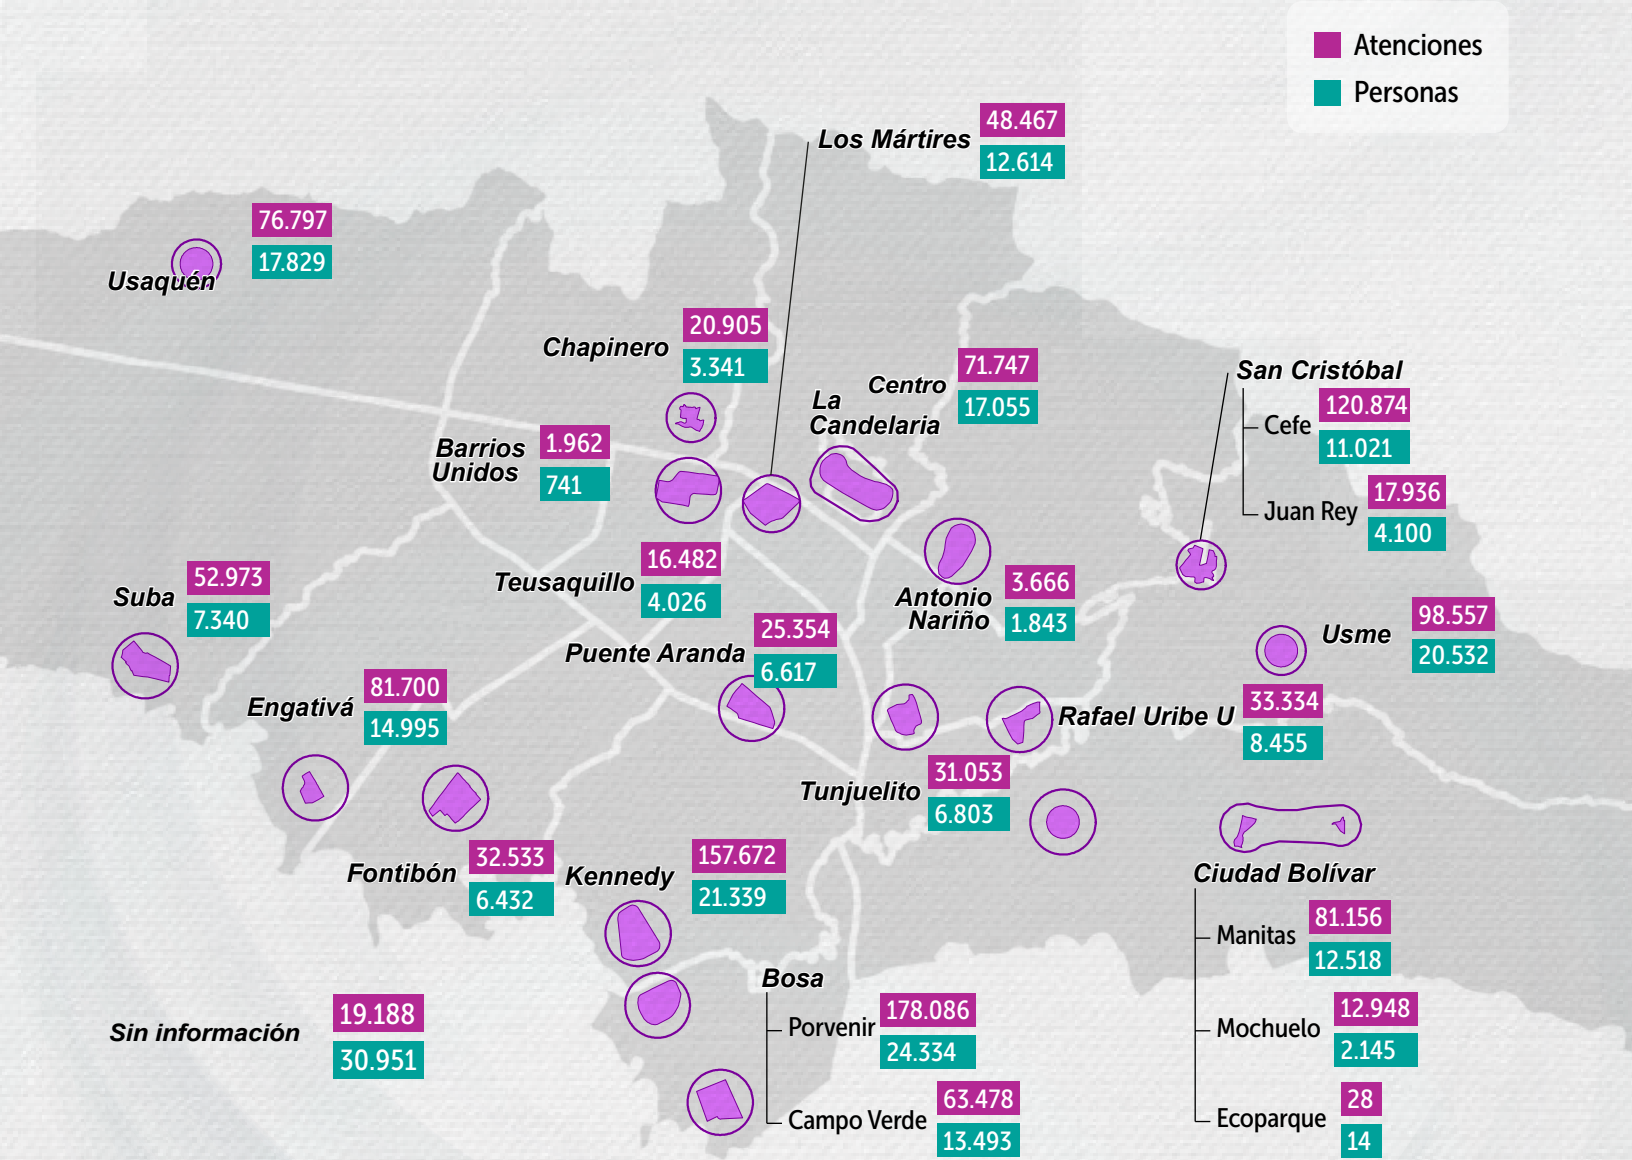 Atenciones
Personas
Los Mártires
48.467
12.614
Usaquén
76.797
17.829
Chapinero
20.905
3.341
Centro
La
Candelaria
71.747
17.055
San Cristóbal
Cefe
120.874
11.021
Juan Rey
17.936
4.100
Barrios
Unidos
1.962
741
Suba
52.973
7.340
Teusaquillo
16.482
4.026
Antonio
Nariño
3.666
1.843
Usme
98.557
20.532
Puente Aranda
25.354
6.617
Engativá
81.700
14.995
Rafael Uribe U
33.334
8.455
Tunjuelito
31.053
6.803
Fontibón
32.533
6.432
Kennedy
157.672
21.339
Ciudad Bolívar
Manitas
81.156
12.518
Mochuelo
12.948
2.145
Ecoparque
28
14
Bosa
Porvenir
178.086
24.334
Campo Verde
63.478
13.493
Sin información
19.188
30.951